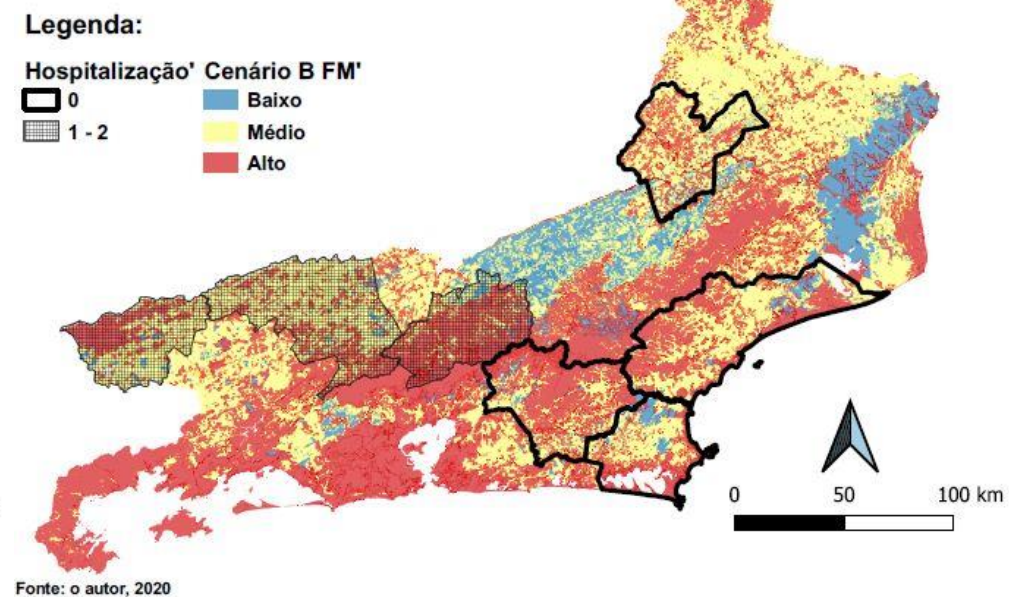 Legenda:
Hospitalização' Cenário B FM'
0 Baixo
1 - 2 Médio
Alto
0 50 100 km
Fonte: o autor, 2020